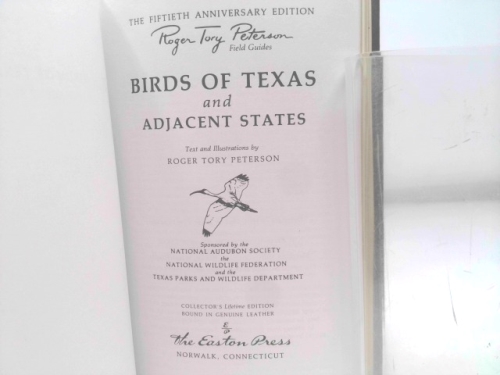 THE FIFTIETH ANNIVERSARY EDITION
Roger Tory Peterson
Field Guides
BIRDS OF TEXAS
and
ADJACENT STATES
Text and Illustrations by
ROGER TORY PETERSON
Sponsored by the
NATIONAL AUDUBON SOCIETY
the
NATIONAL WILDLIFE FEDERATION
and the
TEXAS PARKS AND WILDLIFE DEPARTMENT
COLLECTOR'S Lifetime EDITION
BOUND IN GENUINE LEATHER
E
P
The Easton Press
NORWALK, CONNECTICUT